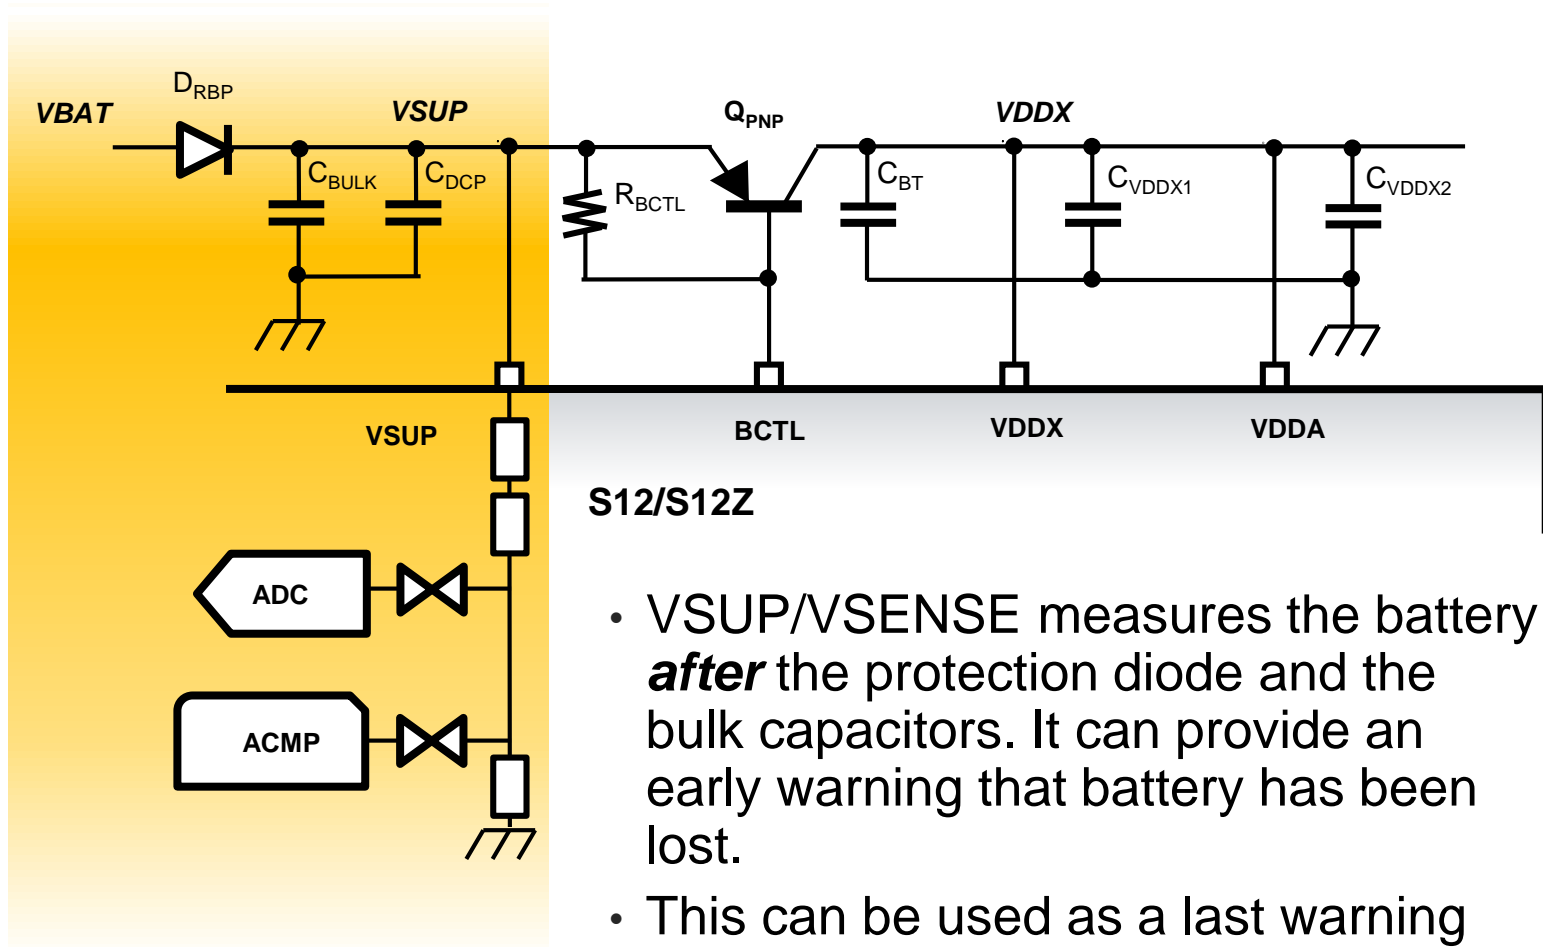 D_RBP
VBAT
VSUP
Q_PNP
VDDX
C_BULK
C_DCP
R_BCTL
C_BT
C_VDDX1
C_VDDX2
VSUP
BCTL
VDDX
VDDA
S12/S12Z
ADC
ACMP
• VSUP/VSENSE measures the battery
after the protection diode and the
bulk capacitors. It can provide an
early warning that battery has been
lost.
• This can be used as a last warning